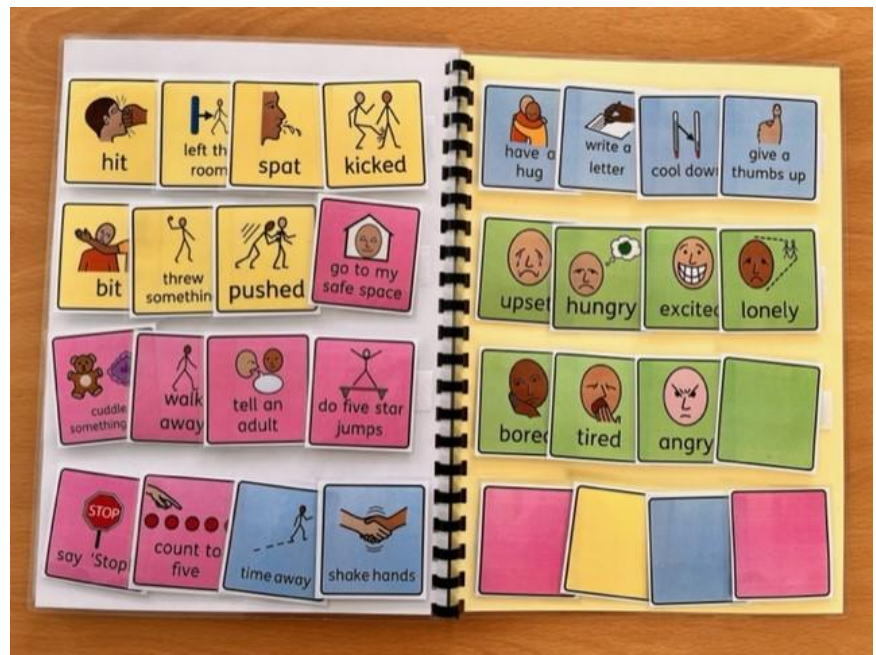 hit
left th
room
spat
kicked
bit
threw
somethin
pushed
go to my
safe space
cuddle
something
walk
away
tell an
adult
do five star
jumps
STOP
say 'Stop
count to
five
time away
shake hands
have a
hug
write a
letter
cool dow
give a
thumbs up
upset
hungry
excited
lonely
bored
tired
angry